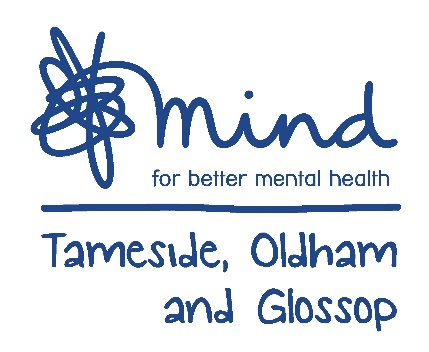 mind
for better mental health
Tameside, Oldham
and Glossop